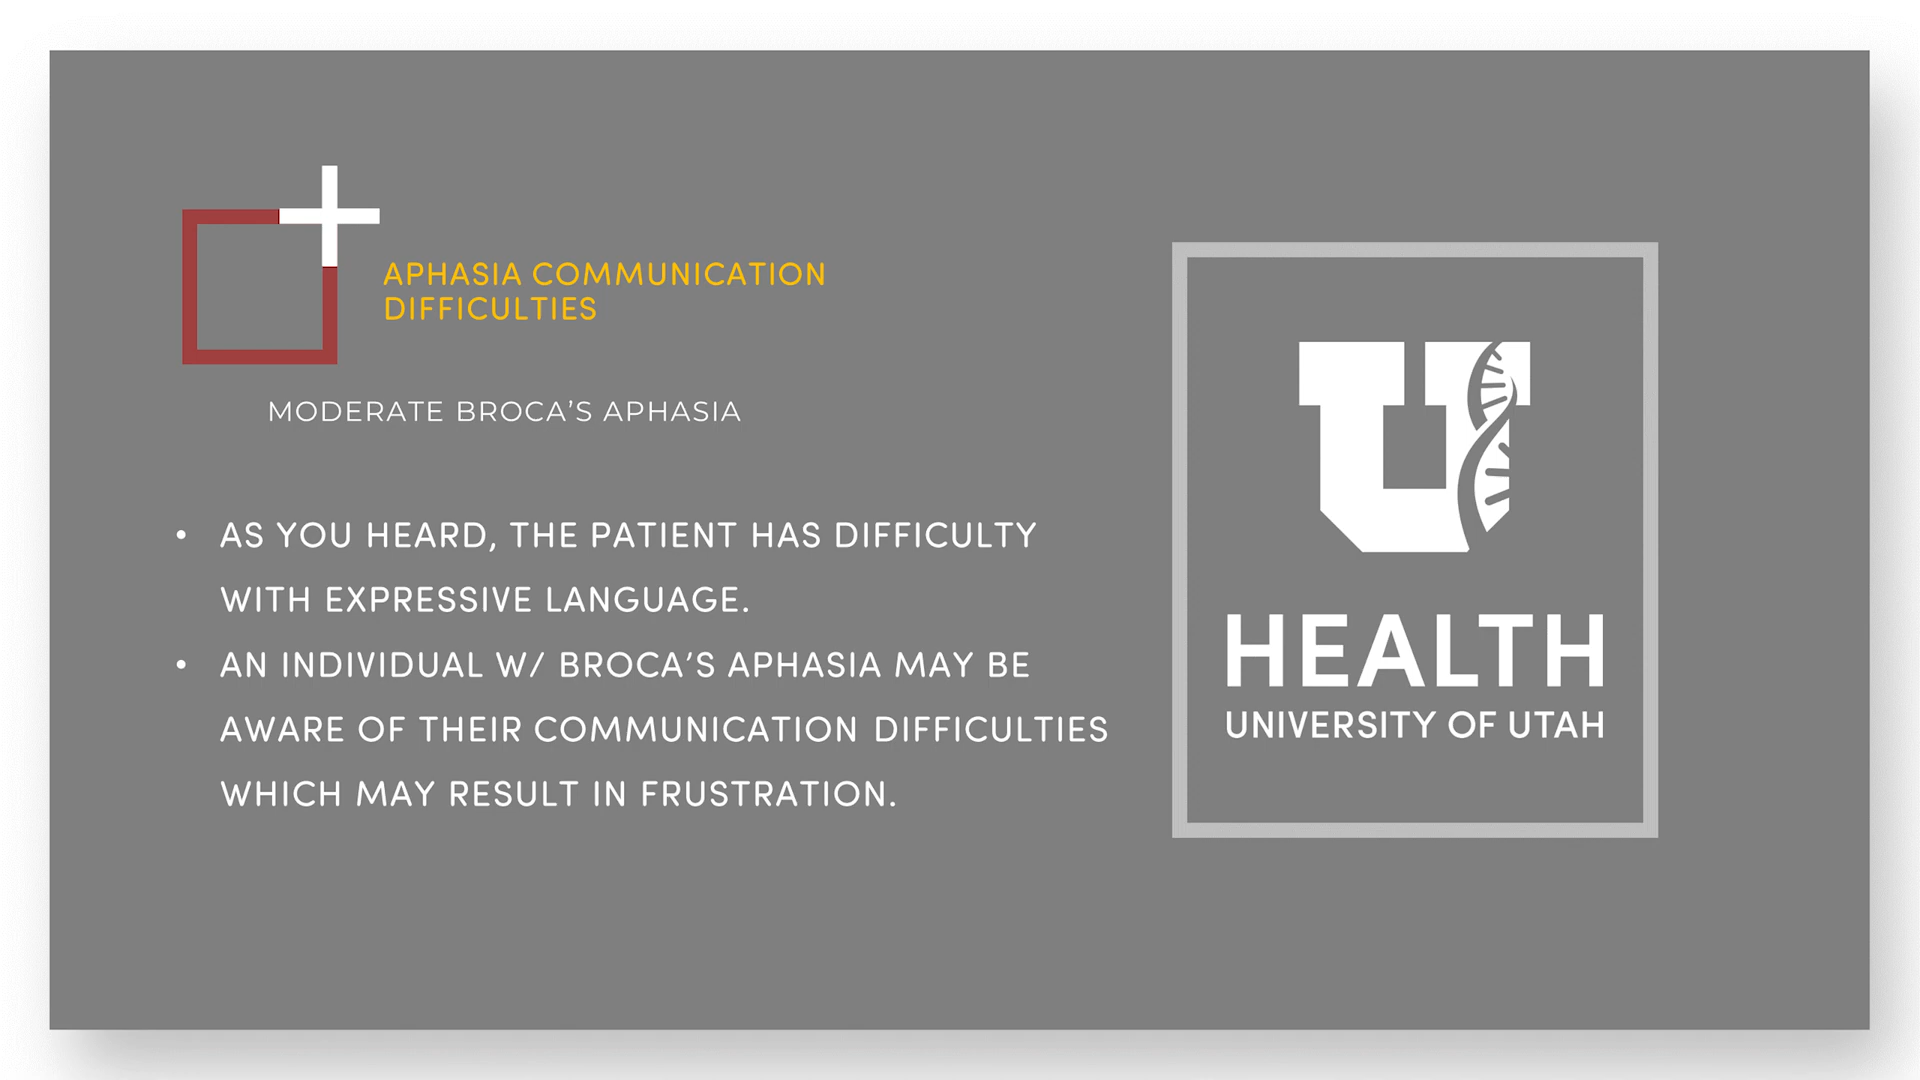 APHASIA COMMUNICATION
DIFFICULTIES
MODERATE BROCA’S APHASIA
• AS YOU HEARD, THE PATIENT HAS DIFFICULTY
WITH EXPRESSIVE LANGUAGE.
• AN INDIVIDUAL W/ BROCA’S APHASIA MAY BE
AWARE OF THEIR COMMUNICATION DIFFICULTIES
WHICH MAY RESULT IN FRUSTRATION.
U
HEALTH
UNIVERSITY OF UTAH